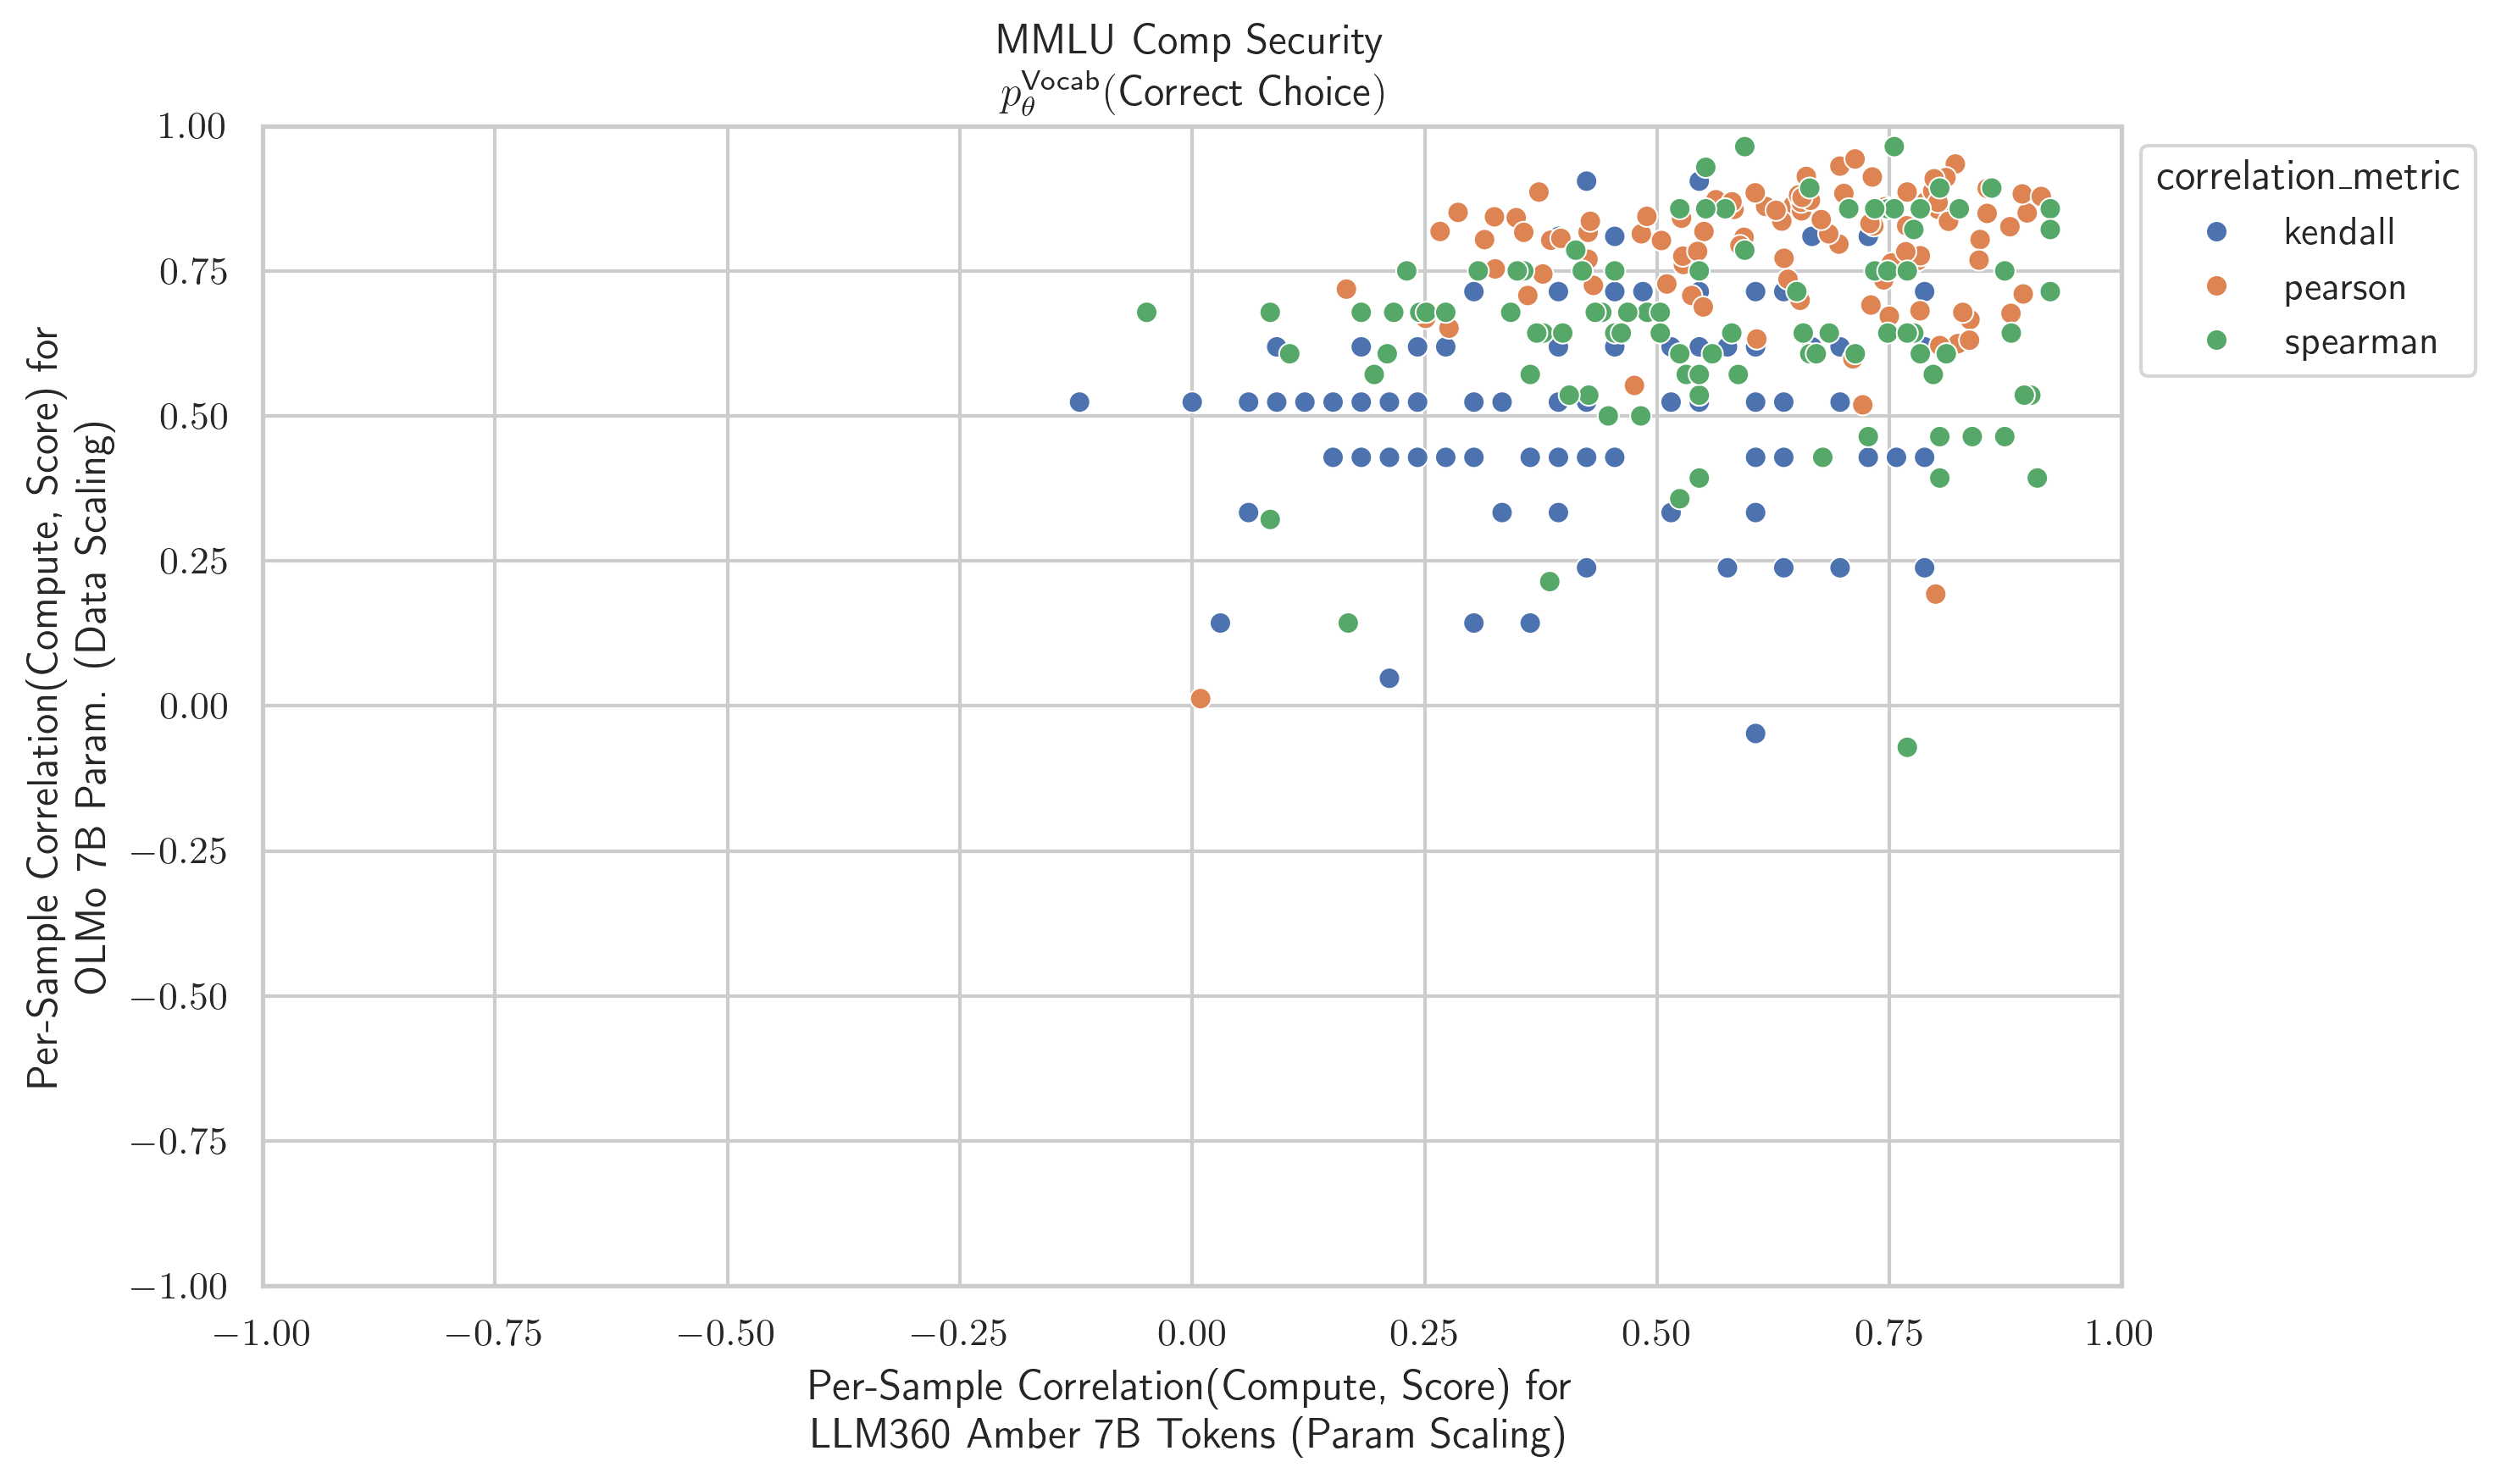 MMLU Comp Security
p_θ^Vocab(Correct Choice)
1.00
0.75
0.50
0.25
0.00
−0.25
−0.50
−0.75
−1.00
Per-Sample Correlation(Compute, Score) for
OLMo 7B Param. (Data Scaling)
−1.00 −0.75 −0.50 −0.25 0.00 0.25 0.50 0.75 1.00
Per-Sample Correlation(Compute, Score) for
LLM360 Amber 7B Tokens (Param Scaling)
correlation_metric
kendall
pearson
spearman